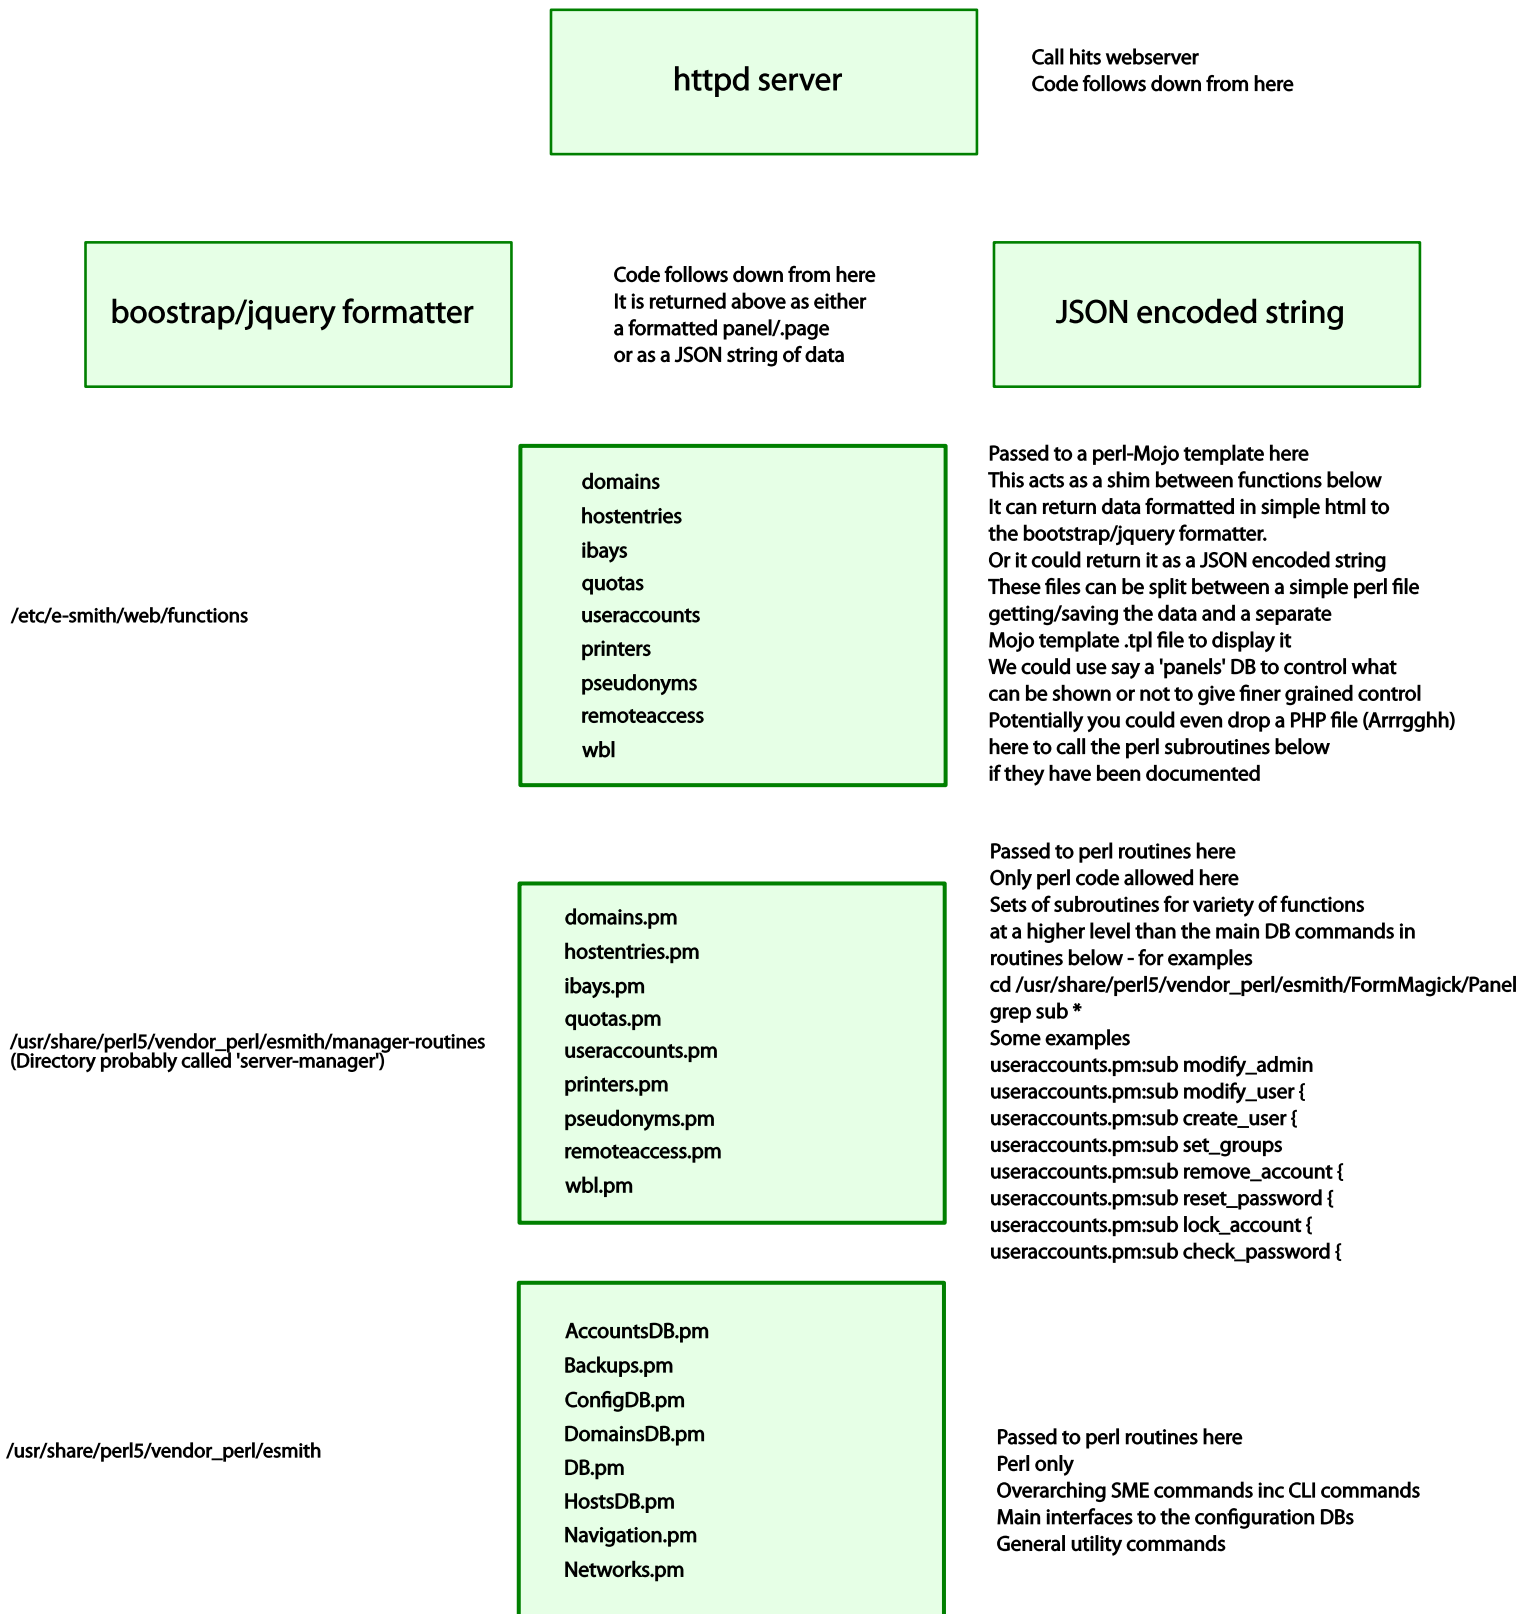 httpd server
Call hits webserver
Code follows down from here
boostrap/jquery formatter
Code follows down from here
It is returned above as either
a formatted panel/.page
or as a JSON string of data
JSON encoded string
/etc/e-smith/web/functions
domains
hostentries
ibays
quotas
useraccounts
printers
pseudonyms
remoteaccess
wbl
Passed to a perl-Mojo template here
This acts as a shim between functions below
It can return data formatted in simple html to
the bootstrap/jquery formatter.
Or it could return it as a JSON encoded string
These files can be split between a simple perl file
getting/saving the data and a separate
Mojo template .tpl file to display it
We could use say a 'panels' DB to control what
can be shown or not to give finer grained control
Potentially you could even drop a PHP file (Arrrgghh)
here to call the perl subroutines below
if they have been documented
/usr/share/perl5/vendor_perl/esmith/manager-routines
(Directory probably called 'server-manager')
domains.pm
hostentries.pm
ibays.pm
quotas.pm
useraccounts.pm
printers.pm
pseudonyms.pm
remoteaccess.pm
wbl.pm
Passed to perl routines here
Only perl code allowed here
Sets of subroutines for variety of functions
at a higher level than the main DB commands in
routines below - for examples
cd /usr/share/perl5/vendor_perl/esmith/FormMagick/Panel
grep sub *
Some examples
useraccounts.pm:sub modify_admin
useraccounts.pm:sub modify_user {
useraccounts.pm:sub create_user {
useraccounts.pm:sub set_groups
useraccounts.pm:sub remove_account {
useraccounts.pm:sub reset_password {
useraccounts.pm:sub lock_account {
useraccounts.pm:sub check_password {
/usr/share/perl5/vendor_perl/esmith
AccountsDB.pm
Backups.pm
ConfigDB.pm
DomainsDB.pm
DB.pm
HostsDB.pm
Navigation.pm
Networks.pm
Passed to perl routines here
Perl only
Overarching SME commands inc CLI commands
Main interfaces to the configuration DBs
General utility commands